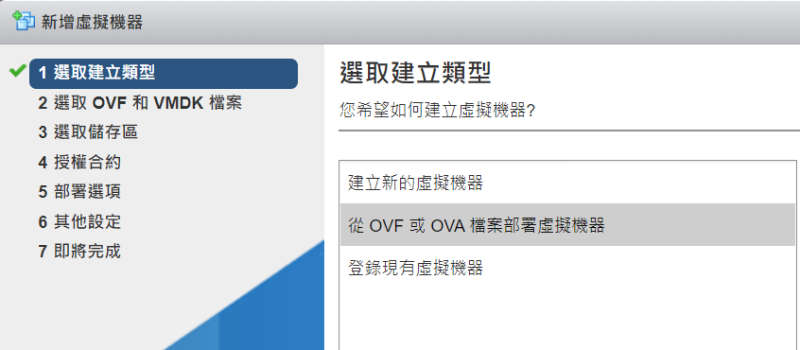 新增虛擬機器
1 選取建立類型
2 選取 OVF 和 VMDK 檔案
3 選取儲存區
4 授權合約
5 部署選項
6 其他設定
7 即將完成
選取建立類型
您希望如何建立虛擬機器?
建立新的虛擬機器
從 OVF 或 OVA 檔案部署虛擬機器
登錄現有虛擬機器